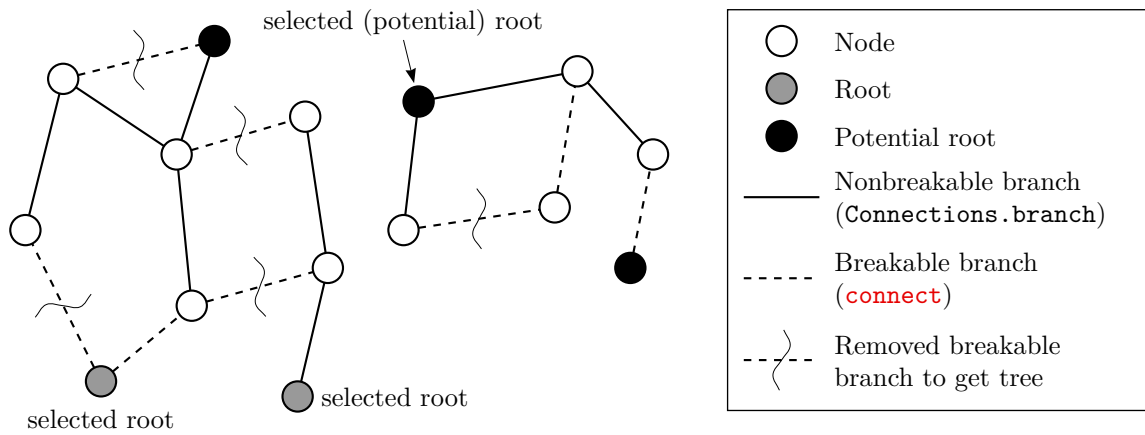 selected (potential) root
selected root
selected root
Node
Root
Potential root
Nonbreakable branch
(Connections.branch)
Breakable branch
(connect)
Removed breakable
branch to get tree